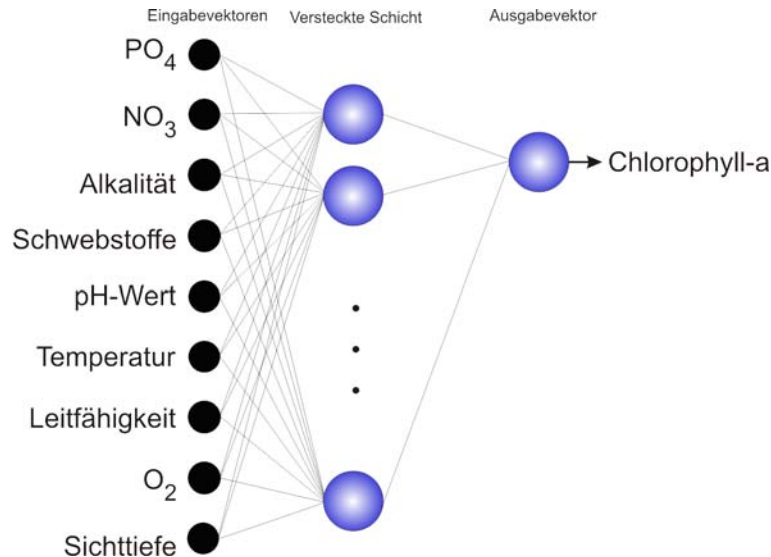 Eingabevektoren Versteckte Schicht Ausgabevektor
PO4
NO3
Alkalität
Schwebstoffe
pH-Wert
Temperatur
Leitfähigkeit
O2
Sichttiefe
Chlorophyll-a